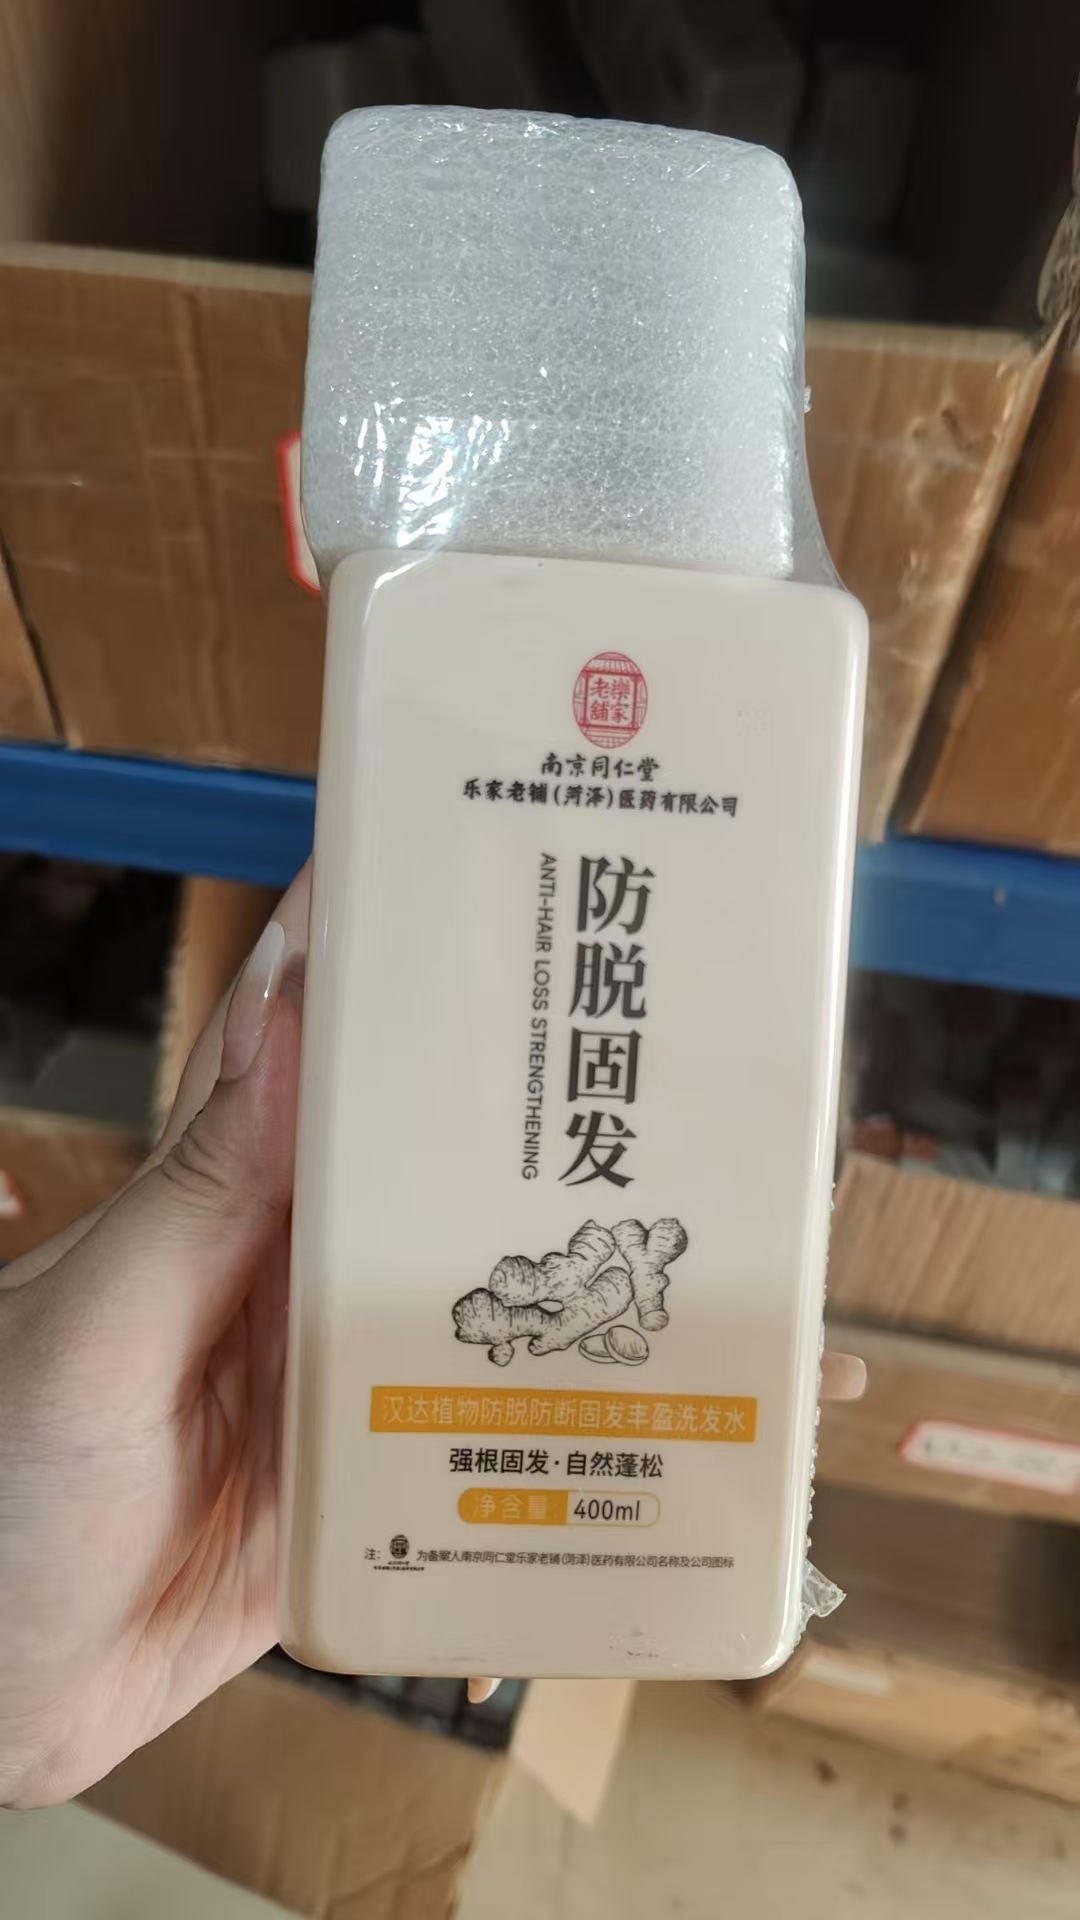 老樂
舖家
南京同仁堂
乐家老铺(菏泽)医药有限公司
防脱固发
ANTI-HAIR LOSS STRENGTHENING
汉达植物防脱防断固发丰盈洗发水
强根固发·自然蓬松
净含量: 400ml
注: 为备案人南京同仁堂乐家老铺(菏泽)医药有限公司名称及公司图标